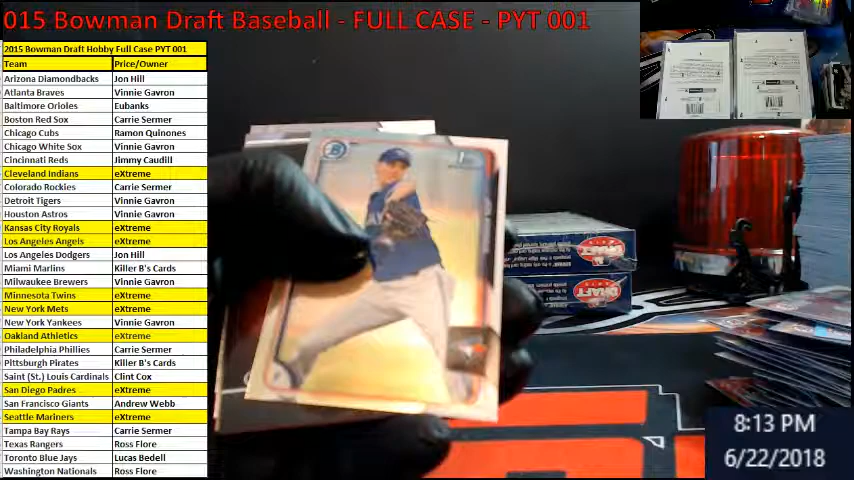 015 Bowman Draft Baseball - FULL CASE - PYT 001
2015 Bowman Draft Hobby Full Case PYT 001
Team Price/Owner
Arizona Diamondbacks Jon Hill
Atlanta Braves Vinnie Gavron
Baltimore Orioles Eubanks
Boston Red Sox Carrie Sermer
Chicago Cubs Ramon Quinones
Chicago White Sox Vinnie Gavron
Cincinnati Reds Jimmy Caudill
Cleveland Indians eXtreme
Colorado Rockies Carrie Sermer
Detroit Tigers Vinnie Gavron
Houston Astros Vinnie Gavron
Kansas City Royals eXtreme
Los Angeles Angels eXtreme
Los Angeles Dodgers Jon Hill
Miami Marlins Killer B's Cards
Milwaukee Brewers Vinnie Gavron
Minnesota Twins eXtreme
New York Mets eXtreme
New York Yankees Vinnie Gavron
Oakland Athletics eXtreme
Philadelphia Phillies Carrie Sermer
Pittsburgh Pirates Killer B's Cards
Saint (St.) Louis Cardinals Clint Cox
San Diego Padres eXtreme
San Francisco Giants Andrew Webb
Seattle Mariners eXtreme
Tampa Bay Rays Carrie Sermer
Texas Rangers Ross Flore
Toronto Blue Jays Lucas Bedell
Washington Nationals Ross Flore
B
DRAFT
DRAFT
8:13 PM
6/22/2018